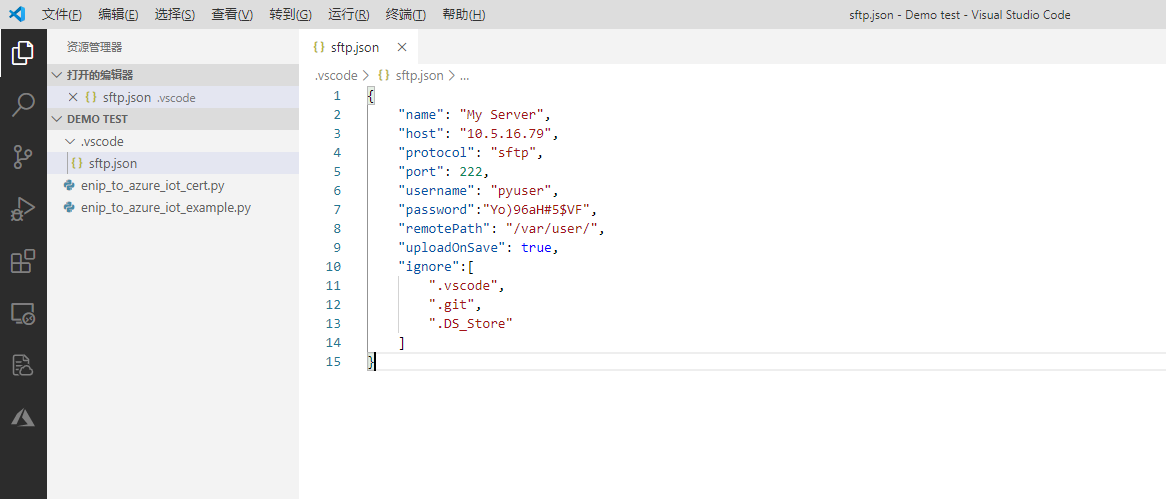 文件(F) 编辑(E) 选择(S) 查看(V) 转到(G) 运行(R) 终端(T) 帮助(H) sftp.json - Demo test - Visual Studio Code
资源管理器
打开的编辑器
{} sftp.json .vscode
DEMO TEST
.vscode
{} sftp.json
enip_to_azure_iot_cert.py
enip_to_azure_iot_example.py
{} sftp.json
.vscode > {} sftp.json > ...
1 {
2 "name": "My Server",
3 "host": "10.5.16.79",
4 "protocol": "sftp",
5 "port": 222,
6 "username": "pyuser",
7 "password":"Yo)96aH#5$VF",
8 "remotePath": "/var/user/",
9 "uploadOnSave": true,
10 "ignore":[
11 ".vscode",
12 ".git",
13 ".DS_Store"
14 ]
15 }